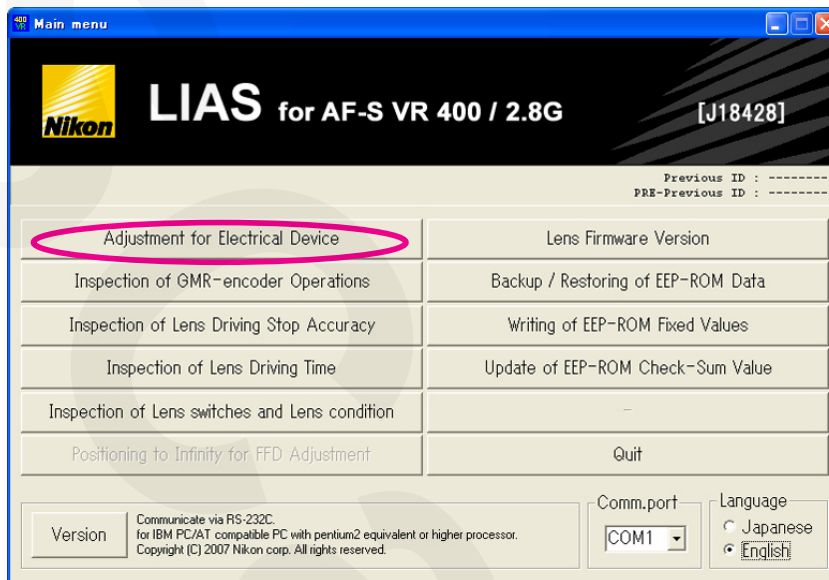 400
VR
Main menu
Nikon
LIAS for AF-S VR 400 / 2.8G
[J18428]
Previous ID : --------
PRE-Previous ID : --------
Adjustment for Electrical Device
Lens Firmware Version
Inspection of GMR-encoder Operations
Backup / Restoring of EEP-ROM Data
Inspection of Lens Driving Stop Accuracy
Writing of EEP-ROM Fixed Values
Inspection of Lens Driving Time
Update of EEP-ROM Check-Sum Value
Inspection of Lens switches and Lens condition
-
Positioning to Infinity for FFD Adjustment
Quit
Version
Communicate via RS-232C.
for IBM PC/AT compatible PC with pentium2 equivalent or higher processor.
Copyright (C) 2007 Nikon corp. All rights reserved.
Comm.port
COM1
Language
Japanese
English